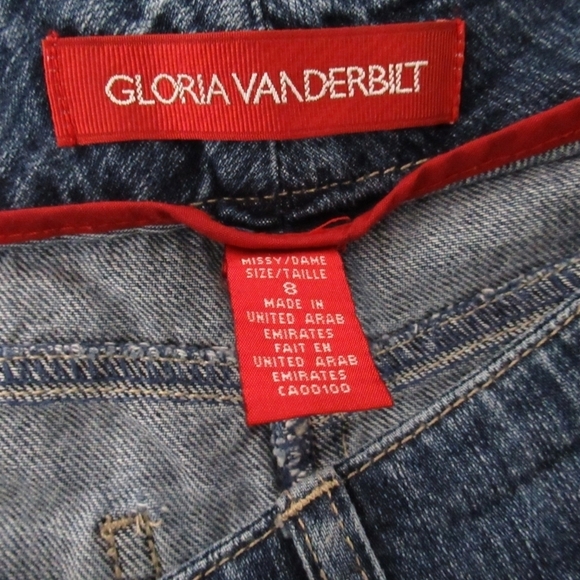 GLORIA VANDERBILT
MISSY/DAME
SIZE/TAILLE
8
MADE IN
UNITED ARAB
EMIRATES
FAIT EN
UNITED ARAB
EMIRATES
CA00100